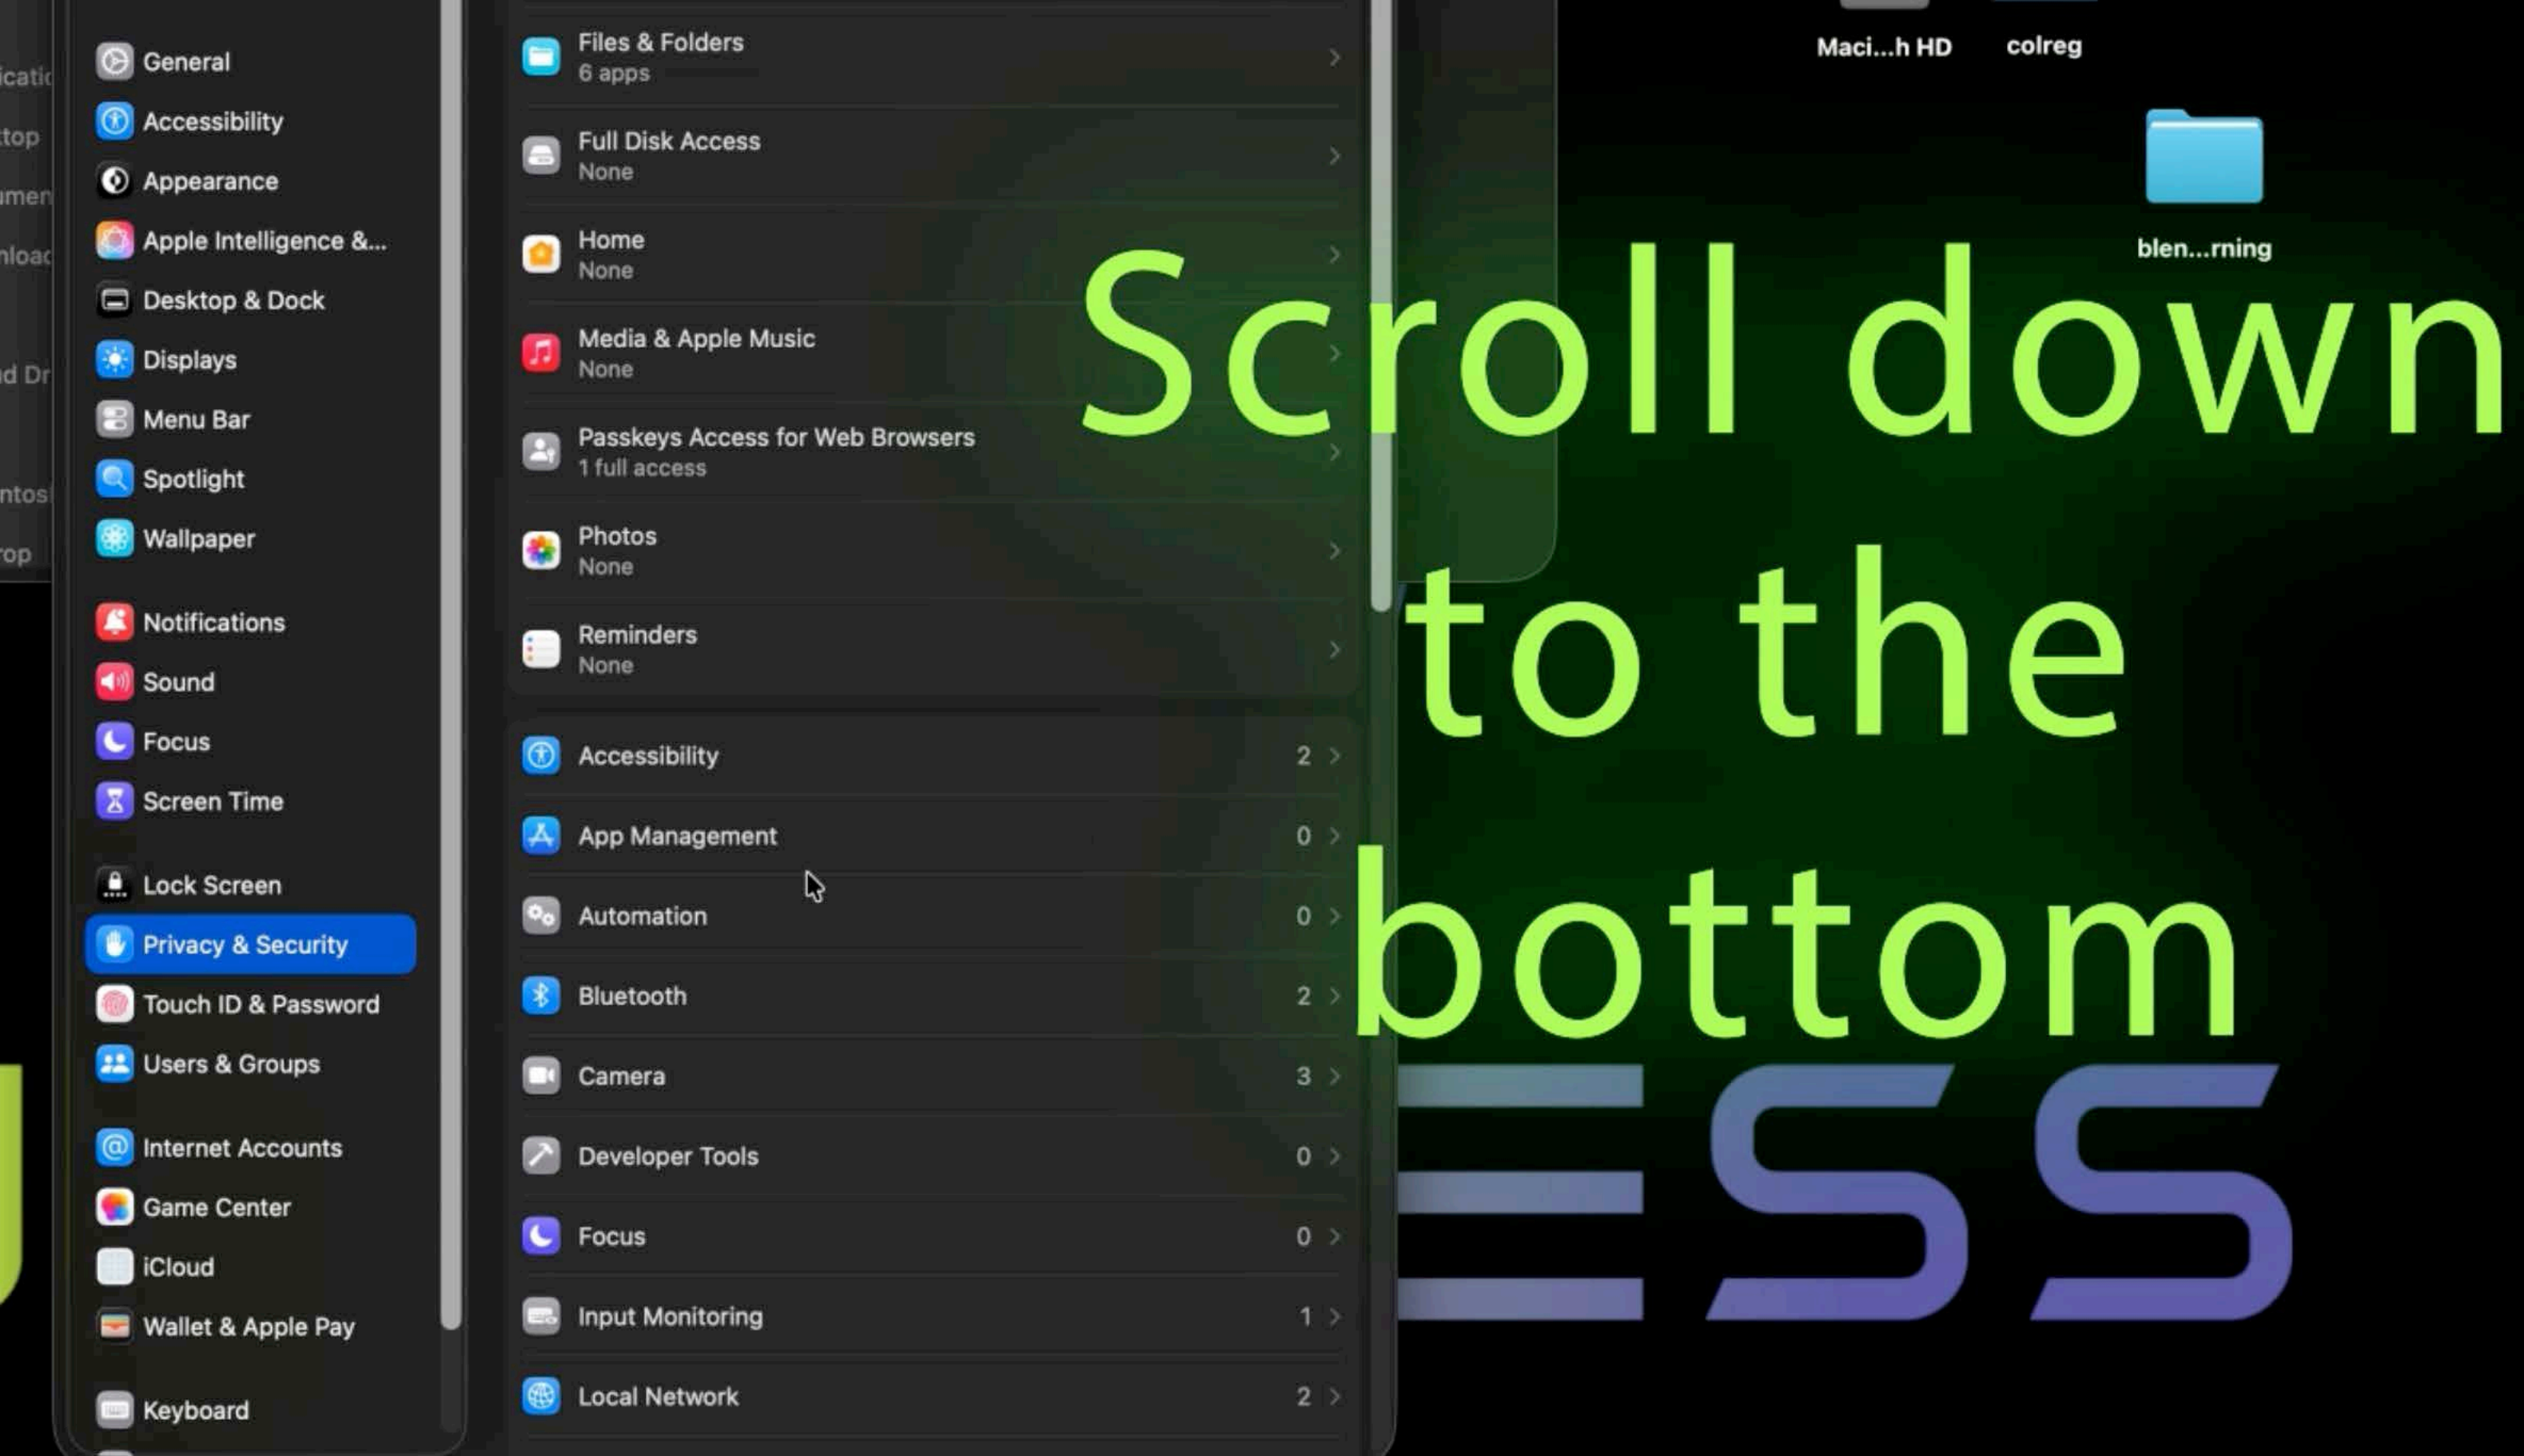 General
Accessibility
Appearance
Apple Intelligence &...
Desktop & Dock
Displays
Menu Bar
Spotlight
Wallpaper
Notifications
Sound
Focus
Screen Time
Lock Screen
Privacy & Security
Touch ID & Password
Users & Groups
Internet Accounts
Game Center
iCloud
Wallet & Apple Pay
Keyboard
Files & Folders
6 apps
Full Disk Access
None
Home
None
Media & Apple Music
None
Passkeys Access for Web Browsers
1 full access
Photos
None
Reminders
None
Accessibility 2
App Management 0
Automation 0
Bluetooth 2
Camera 3
Developer Tools 0
Focus 0
Input Monitoring 1
Local Network 2
Maci...h HD
colreg
blen...rning
Scroll down
to the
bottom
ESS